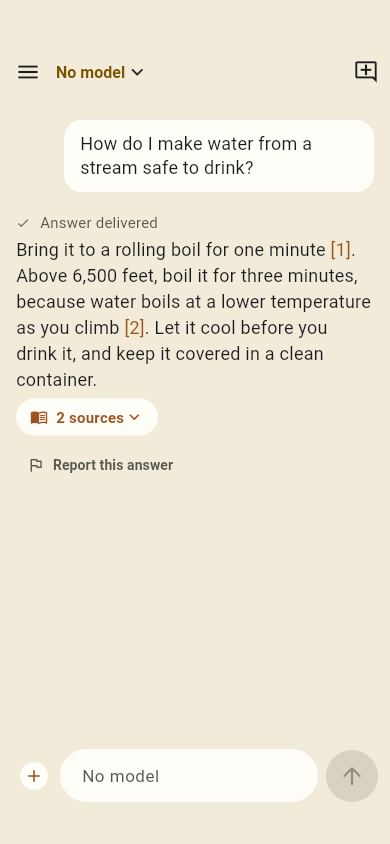 No model
How do I make water from a
stream safe to drink?
Answer delivered
Bring it to a rolling boil for one minute [1].
Above 6,500 feet, boil it for three minutes,
because water boils at a lower temperature
as you climb [2]. Let it cool before you
drink it, and keep it covered in a clean
container.
2 sources
Report this answer
No model